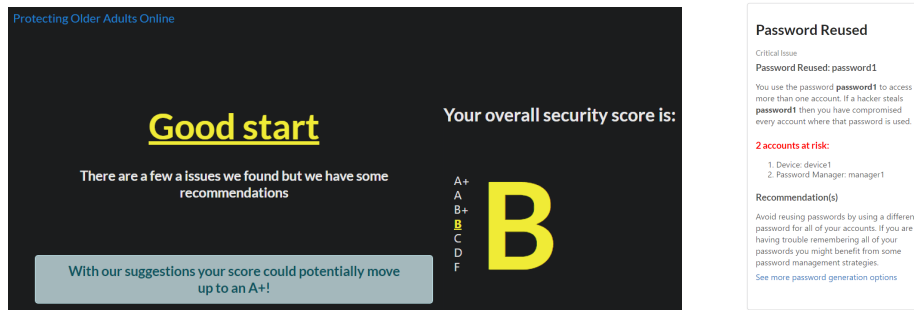 Protecting Older Adults Online
Good start
There are a few a issues we found but we have some
recommendations
With our suggestions your score could potentially move
up to an A+!
Your overall security score is:
A+
A
B+
B
C
D
F
B
Password Reused
Critical Issue
Password Reused: password1
You use the password password1 to access
more than one account. If a hacker steals
password1 then you have compromised
every account where that password is used.
2 accounts at risk:
1. Device: device1
2. Password Manager: manager1
Recommendation(s)
Avoid reusing passwords by using a differen
password for all of your accounts. If you are
having trouble remembering all of your
passwords you might benefit from some
password management strategies.
See more password generation options